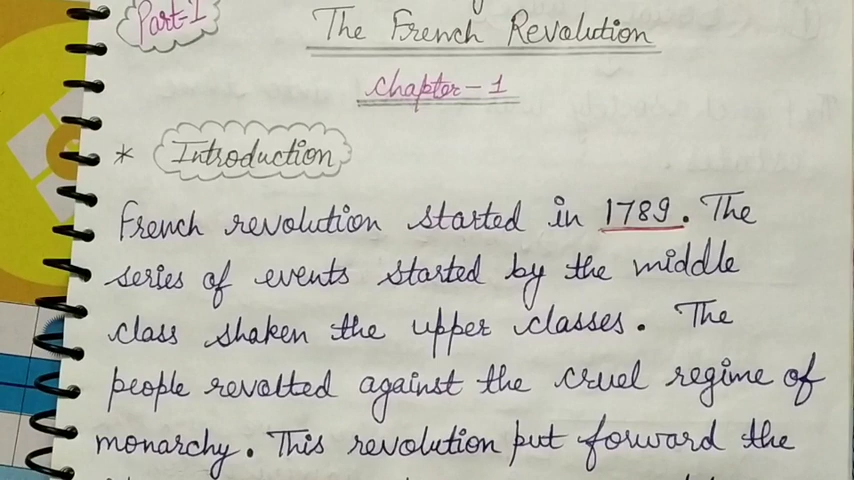 Part-1
The French Revolution
Chapter-1
* Introduction
French revolution started in 1789. The
series of events started by the middle
class shaken the upper classes. The
people revolted against the cruel regime of
monarchy. This revolution put forward the